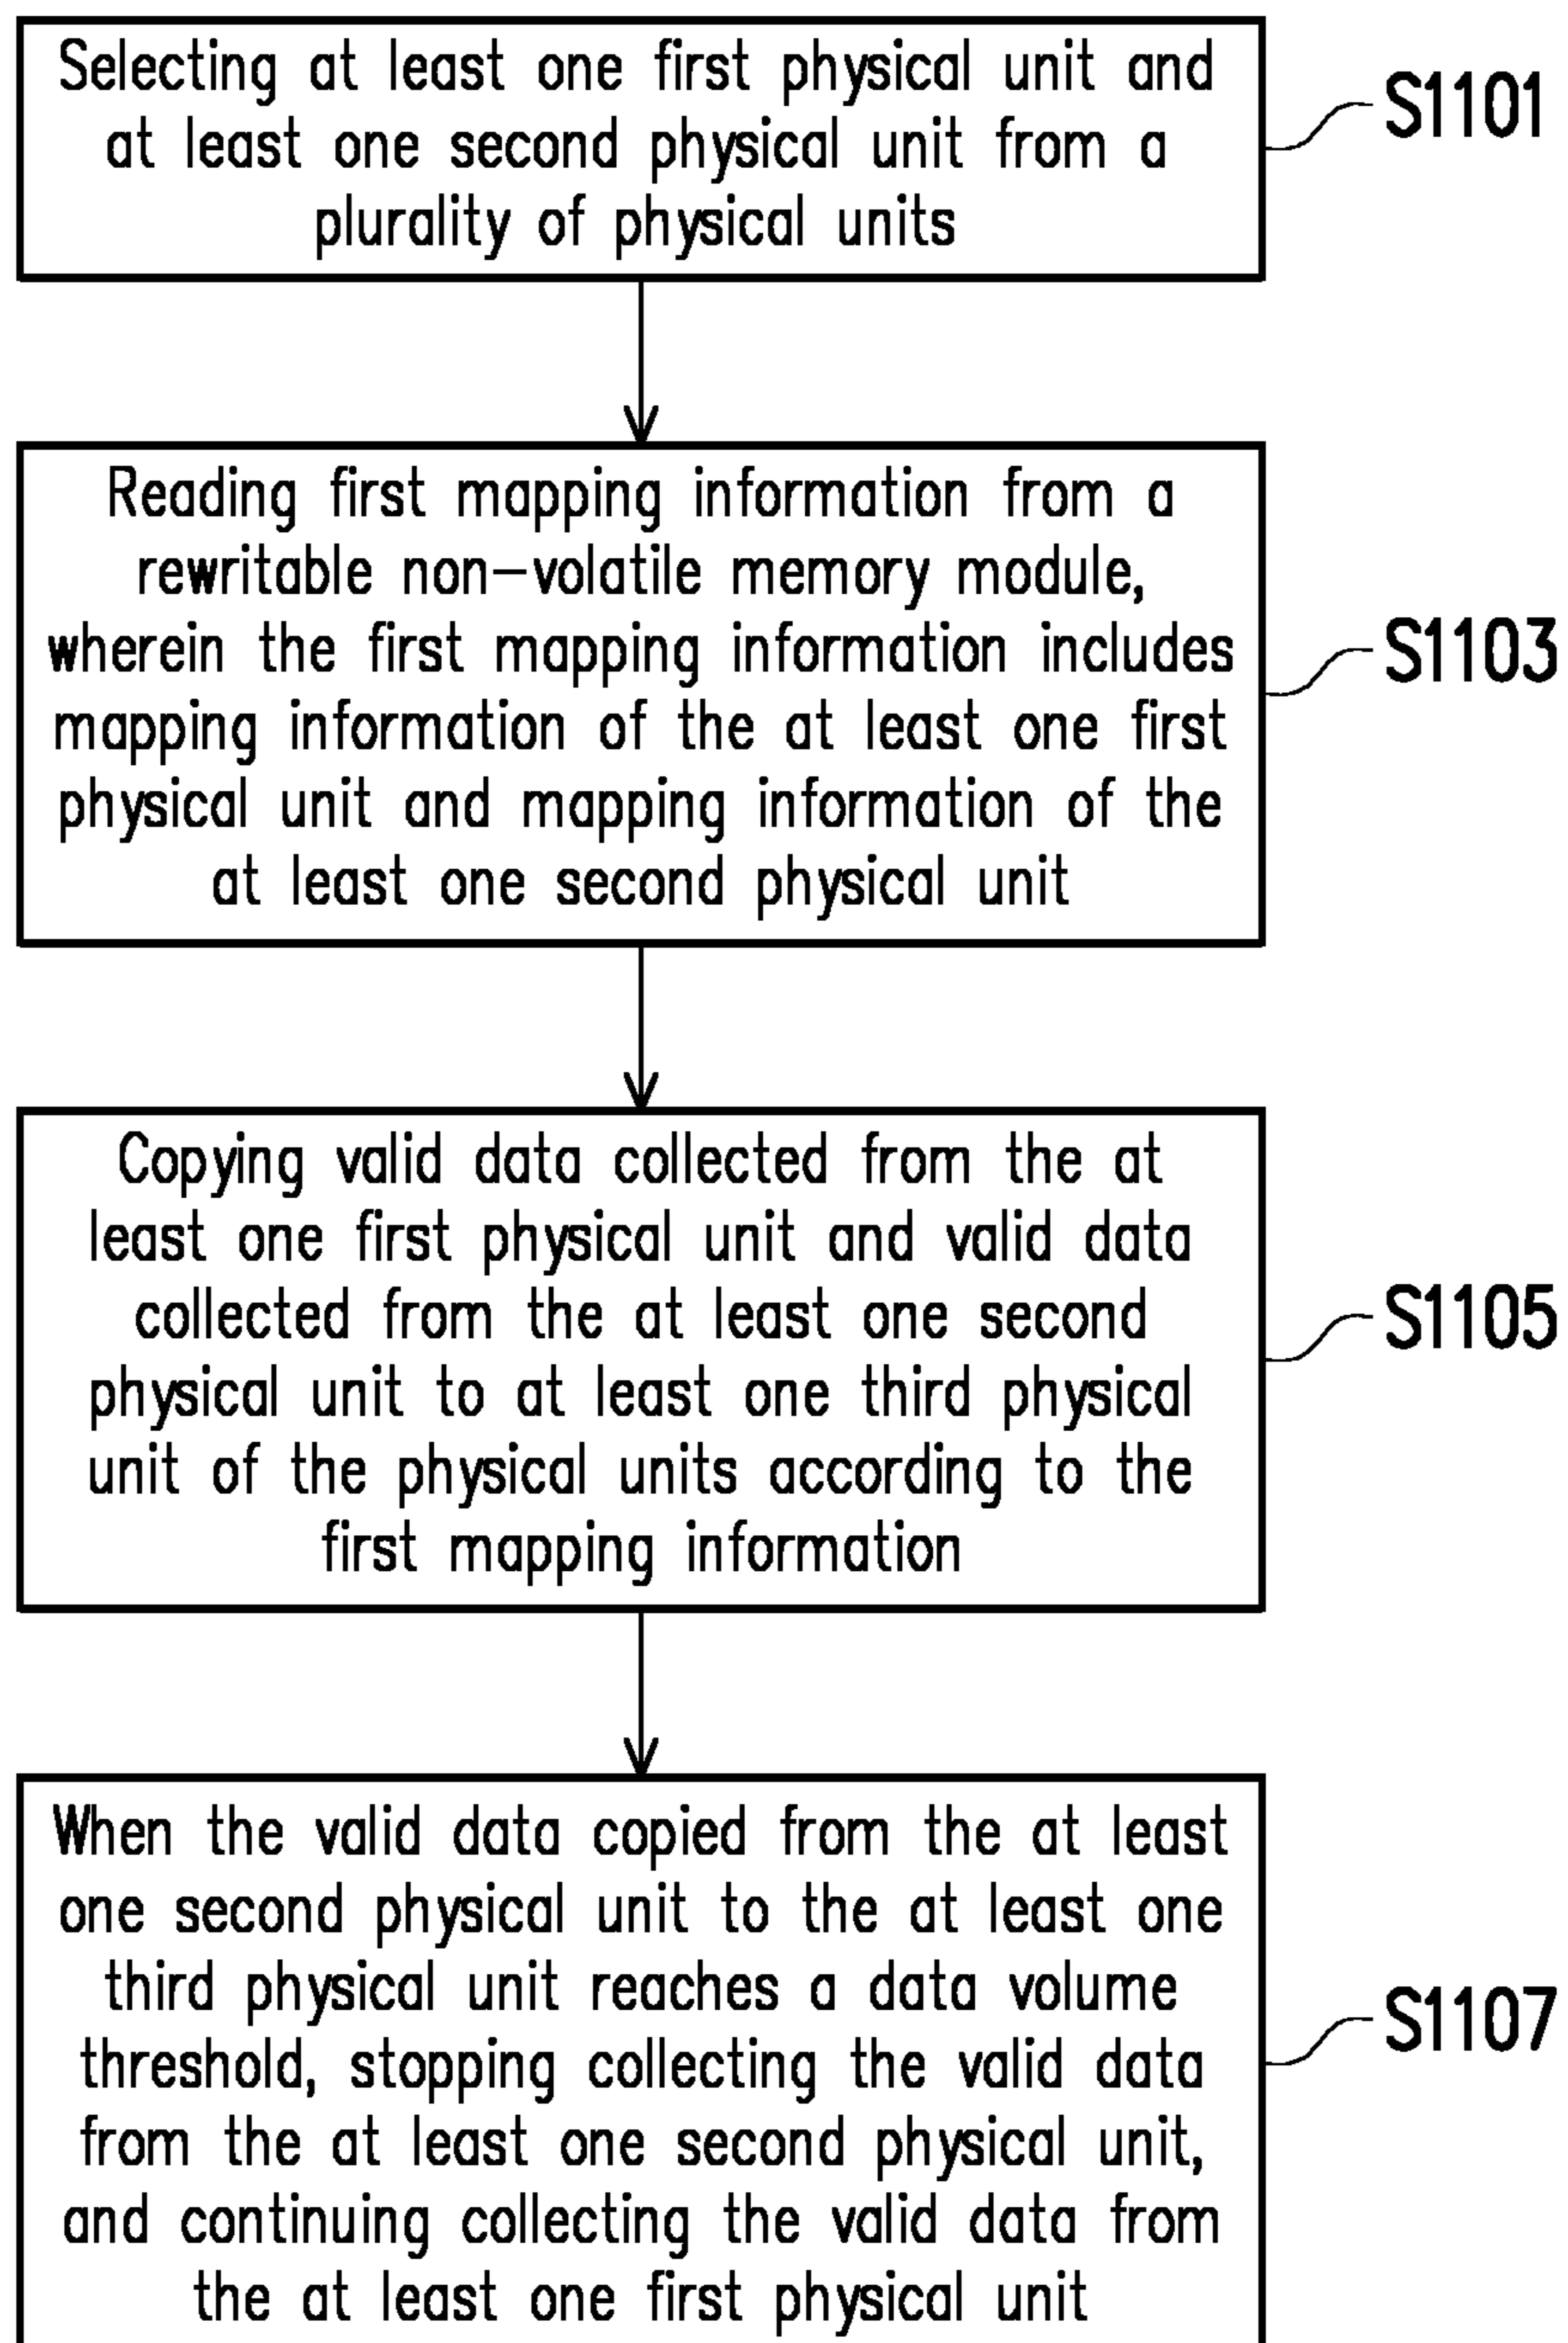 Selecting at least one first physical unit and
at least one second physical unit from a
plurality of physical units
S1101
Reading first mapping information from a
rewritable non-volatile memory module,
wherein the first mapping information includes
mapping information of the at least one first
physical unit and mapping information of the
at least one second physical unit
S1103
Copying valid data collected from the at
least one first physical unit and valid data
collected from the at least one second
physical unit to at least one third physical
unit of the physical units according to the
first mapping information
S1105
When the valid data copied from the at least
one second physical unit to the at least one
third physical unit reaches a data volume
threshold, stopping collecting the valid data
from the at least one second physical unit,
and continuing collecting the valid data from
the at least one first physical unit
S1107